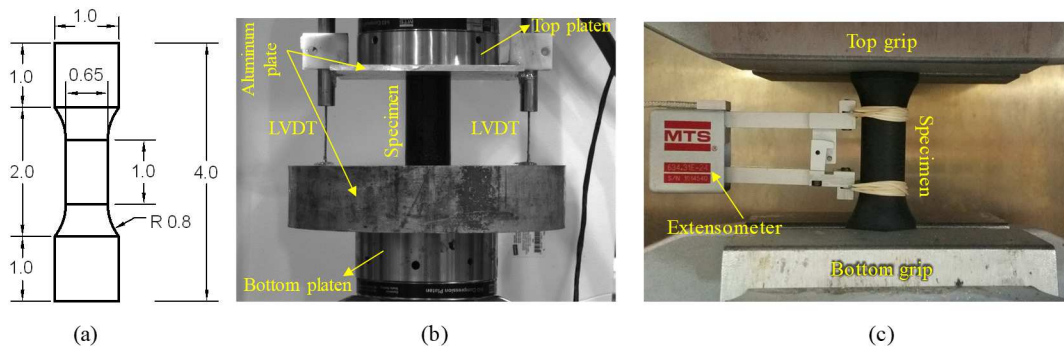 1.0
1.0
0.65
2.0
1.0
4.0
R 0.8
1.0
(a)
Top platen
Aluminum
plate
LVDT
Specimen
LVDT
Bottom platen
(b)
Top grip
MTS
Specimen
Extensometer
Bottom grip
(c)